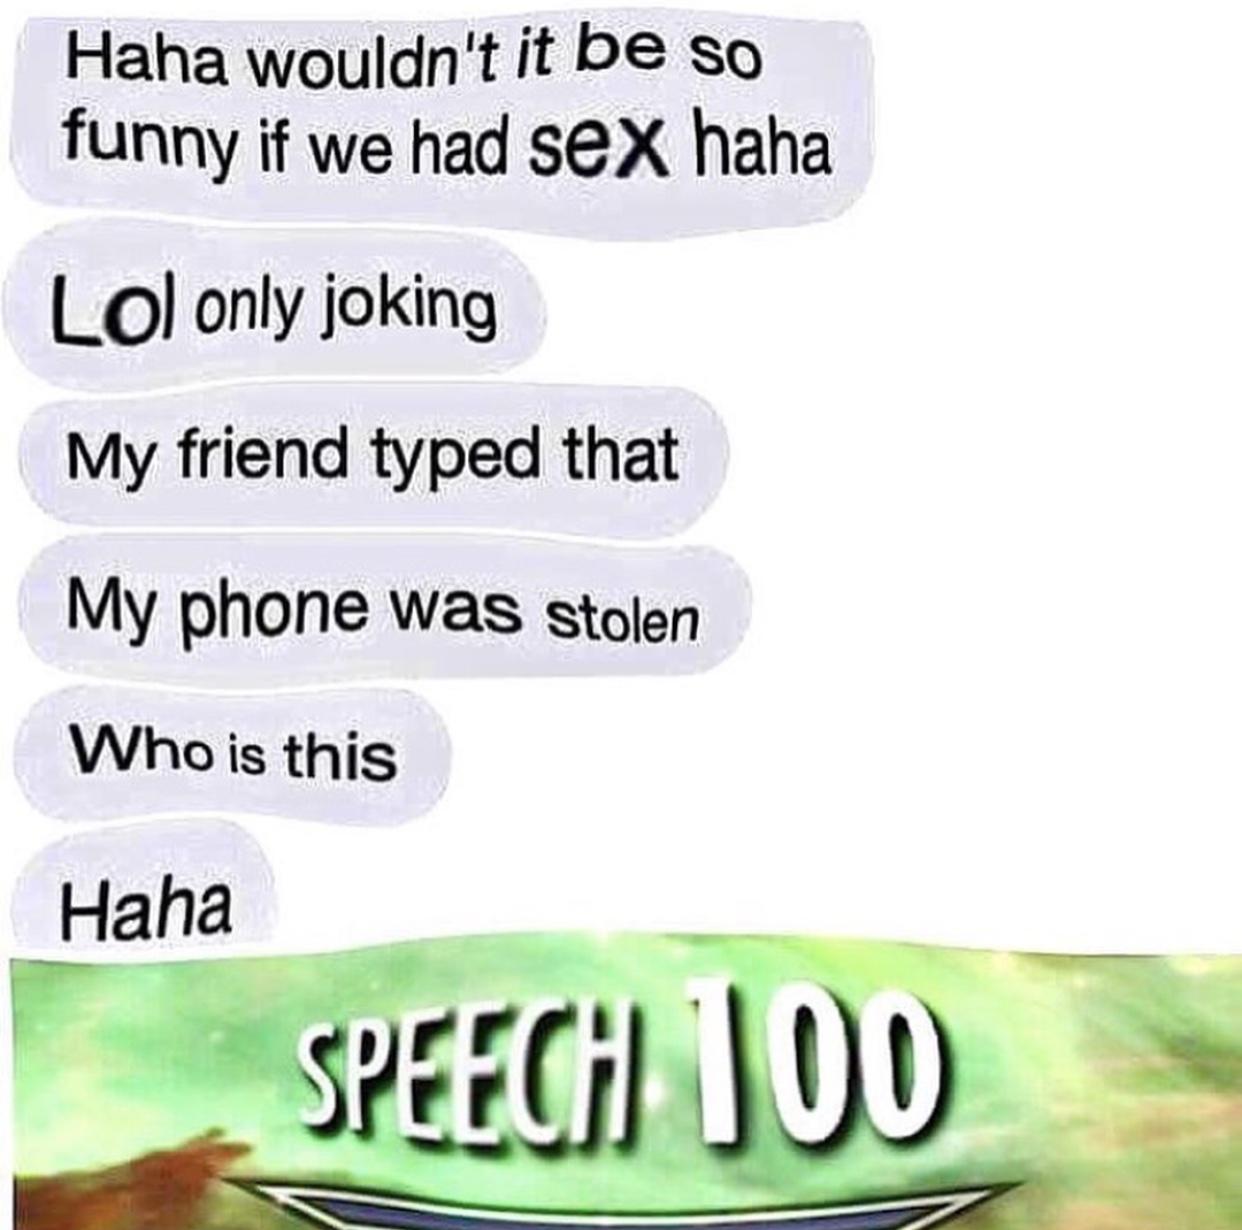 Haha wouldn't it be so
funny if we had sex haha
Lol only joking
My friend typed that
My phone was stolen
Who is this
Haha
SPEECH 100